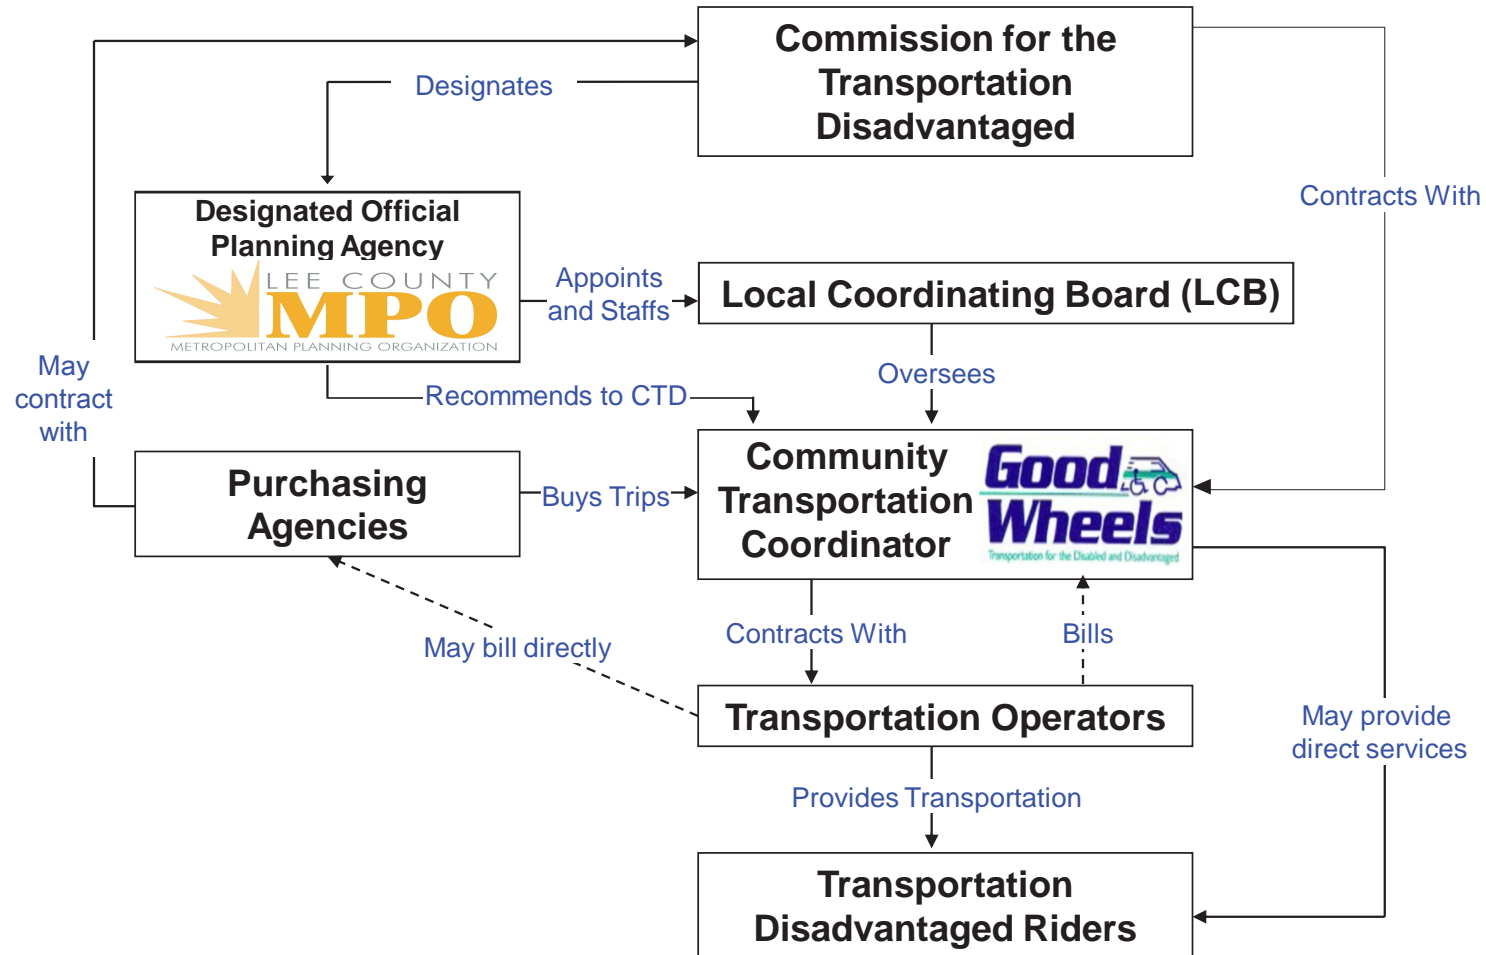 Commission for the
Transportation
Disadvantaged
Designates
Contracts With
Designated Official
Planning Agency
LEE COUNTY
MPO
METROPOLITAN PLANNING ORGANIZATION
Appoints
and Staffs
Local Coordinating Board (LCB)
May
contract
with
Recommends to CTD
Oversees
Purchasing
Agencies
Buys Trips
Community
Transportation
Coordinator
Good
Wheels
Transportation for the Disabled and Disadvantaged
May bill directly
Contracts With
Bills
Transportation Operators
May provide
direct services
Provides Transportation
Transportation
Disadvantaged Riders